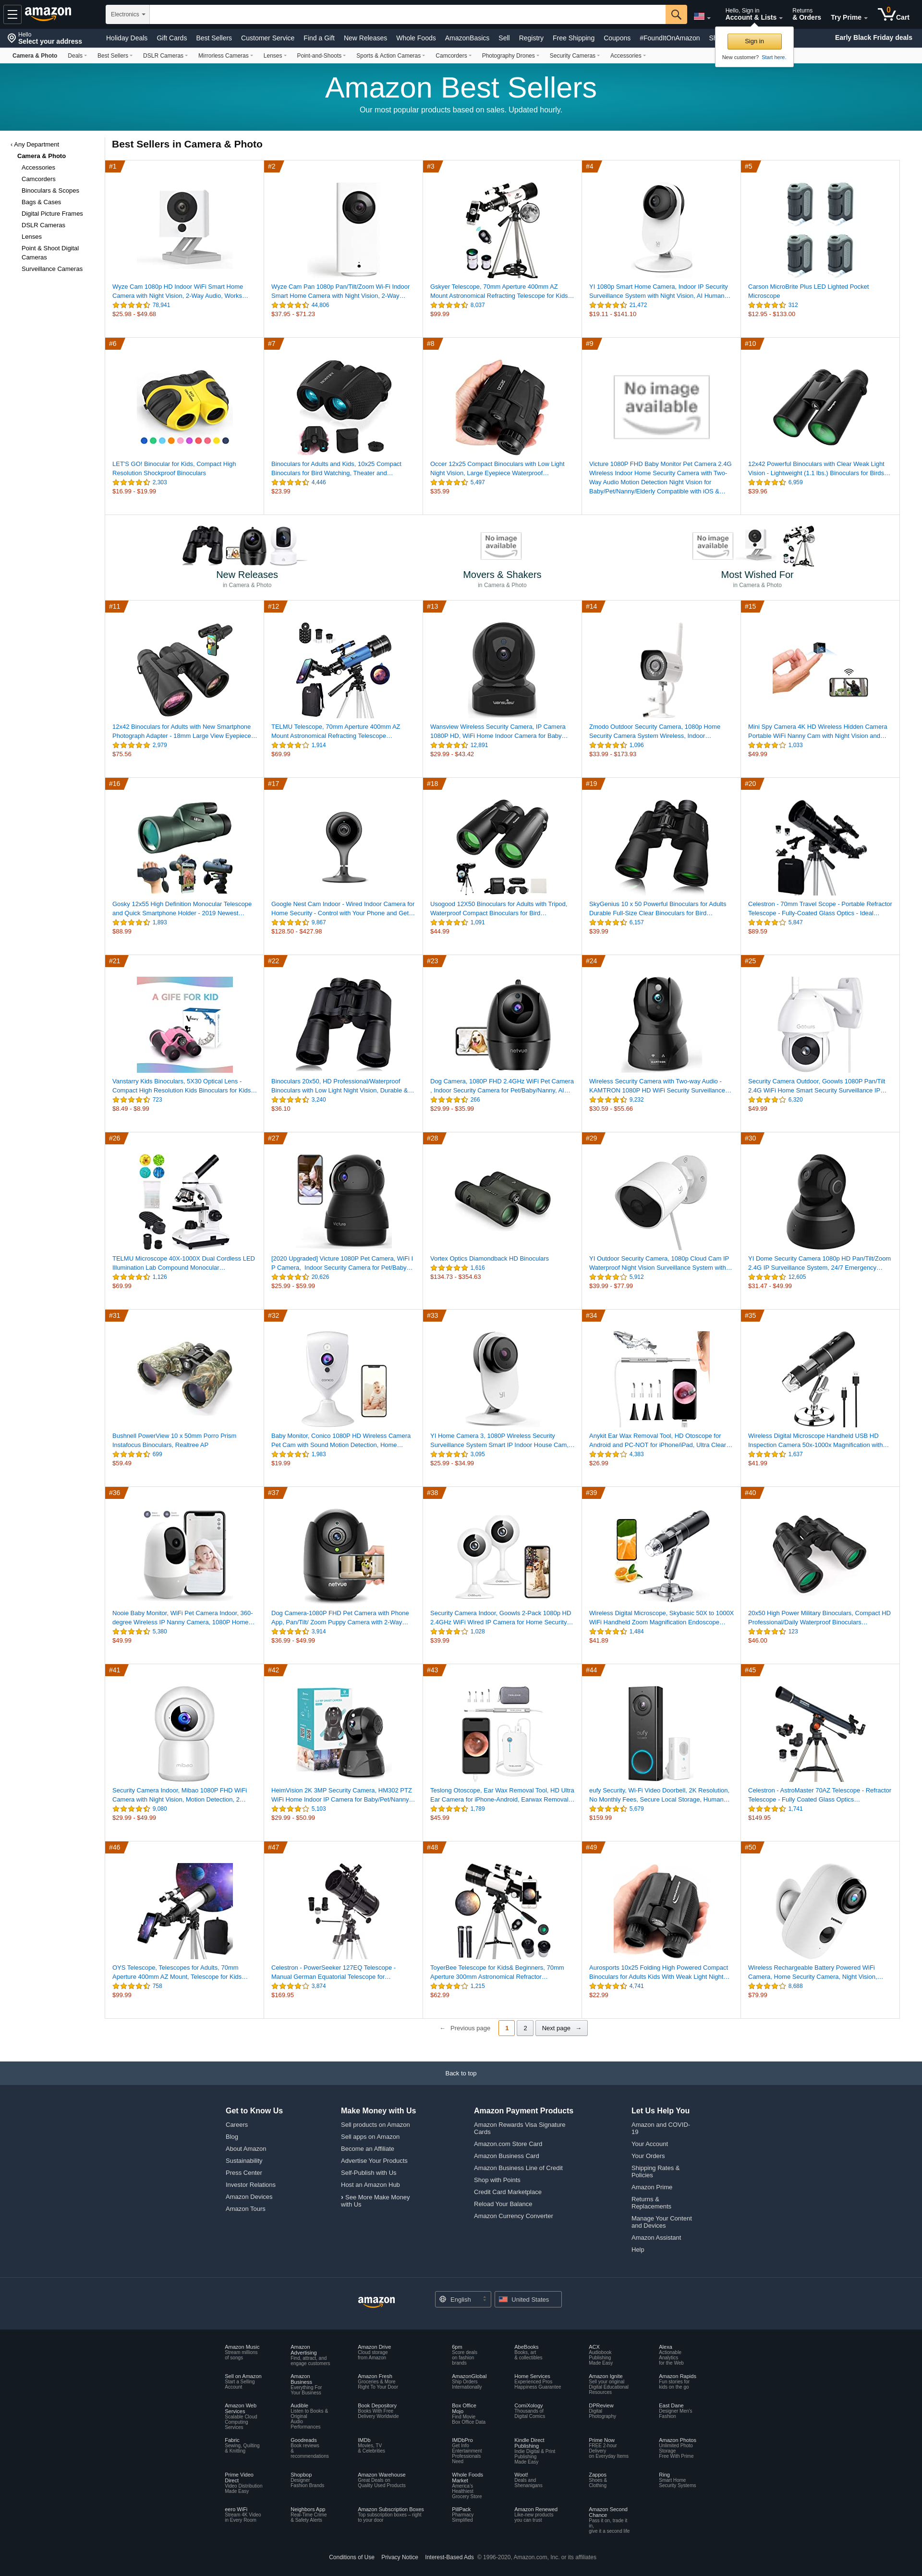 amazon
Electronics
Hello, Sign in
Account & Lists
Returns
& Orders
Try Prime
0
Cart
Hello
Select your address
Holiday Deals
Gift Cards
Best Sellers
Customer Service
Find a Gift
New Releases
Whole Foods
AmazonBasics
Sell
Registry
Free Shipping
Coupons
#FoundItOnAmazon
Early Black Friday deals
Sign in
New customer? Start here.
Camera & Photo
Deals
Best Sellers
DSLR Cameras
Mirrorless Cameras
Lenses
Point-and-Shoots
Sports & Action Cameras
Camcorders
Photography Drones
Security Cameras
Accessories
Amazon Best Sellers
Our most popular products based on sales. Updated hourly.
‹ Any Department
Camera & Photo
Accessories
Camcorders
Binoculars & Scopes
Bags & Cases
Digital Picture Frames
DSLR Cameras
Lenses
Point & Shoot Digital
Cameras
Surveillance Cameras
Best Sellers in Camera & Photo
#1
Wyze Cam 1080p HD Indoor WiFi Smart Home
Camera with Night Vision, 2-Way Audio, Works…
78,941
$25.98 - $49.68
#2
Wyze Cam Pan 1080p Pan/Tilt/Zoom Wi-Fi Indoor
Smart Home Camera with Night Vision, 2-Way…
44,806
$37.95 - $71.23
#3
Gskyer Telescope, 70mm Aperture 400mm AZ
Mount Astronomical Refracting Telescope for Kids…
8,037
$99.99
#4
YI 1080p Smart Home Camera, Indoor IP Security
Surveillance System with Night Vision, AI Human…
21,472
$19.11 - $141.10
#5
Carson MicroBrite Plus LED Lighted Pocket
Microscope
312
$12.95 - $133.00
#6
LET'S GO! Binocular for Kids, Compact High
Resolution Shockproof Binoculars
2,303
$16.99 - $19.99
#7
Binoculars for Adults and Kids, 10x25 Compact
Binoculars for Bird Watching, Theater and…
4,446
$23.99
#8
Occer 12x25 Compact Binoculars with Low Light
Night Vision, Large Eyepiece Waterproof…
5,497
$35.99
#9
No image
available
Victure 1080P FHD Baby Monitor Pet Camera 2.4G
Wireless Indoor Home Security Camera with Two-
Way Audio Motion Detection Night Vision for
Baby/Pet/Nanny/Elderly Compatible with iOS &…
#10
12x42 Powerful Binoculars with Clear Weak Light
Vision - Lightweight (1.1 lbs.) Binoculars for Birds…
6,959
$39.96
New Releases
in Camera & Photo
No image
available
Movers & Shakers
in Camera & Photo
No image
available
Most Wished For
in Camera & Photo
#11
12x42 Binoculars for Adults with New Smartphone
Photograph Adapter - 18mm Large View Eyepiece…
2,979
$75.56
#12
TELMU Telescope, 70mm Aperture 400mm AZ
Mount Astronomical Refracting Telescope…
1,914
$69.99
#13
Wansview Wireless Security Camera, IP Camera
1080P HD, WiFi Home Indoor Camera for Baby…
12,891
$29.99 - $43.42
#14
Zmodo Outdoor Security Camera, 1080p Home
Security Camera System Wireless, Indoor…
1,096
$33.99 - $173.93
#15
Mini Spy Camera 4K HD Wireless Hidden Camera
Portable WiFi Nanny Cam with Night Vision and…
1,033
$49.99
#16
Gosky 12x55 High Definition Monocular Telescope
and Quick Smartphone Holder - 2019 Newest…
1,893
$88.99
#17
Google Nest Cam Indoor - Wired Indoor Camera for
Home Security - Control with Your Phone and Get…
9,867
$128.50 - $427.98
#18
Usogood 12X50 Binoculars for Adults with Tripod,
Waterproof Compact Binoculars for Bird…
1,091
$44.99
#19
SkyGenius 10 x 50 Powerful Binoculars for Adults
Durable Full-Size Clear Binoculars for Bird…
6,157
$39.99
#20
Celestron - 70mm Travel Scope - Portable Refractor
Telescope - Fully-Coated Glass Optics - Ideal…
5,847
$89.59
#21
A GIFE FOR KID
Vanstarry Kids Binoculars, 5X30 Optical Lens -
Compact High Resolution Kids Binoculars for Kids…
723
$8.49 - $8.99
#22
Binoculars 20x50, HD Professional/Waterproof
Binoculars with Low Light Night Vision, Durable &…
3,240
$36.10
#23
netvue
Dog Camera, 1080P FHD 2.4GHz WiFi Pet Camera
, Indoor Security Camera for Pet/Baby/Nanny, AI…
266
$29.99 - $35.99
#24
Wireless Security Camera with Two-way Audio -
KAMTRON 1080P HD WiFi Security Surveillance…
9,232
$30.59 - $55.66
#25
Security Camera Outdoor, Goowls 1080P Pan/Tilt
2.4G WiFi Home Smart Security Surveillance IP…
6,320
$49.99
#26
TELMU Microscope 40X-1000X Dual Cordless LED
Illumination Lab Compound Monocular…
1,126
$69.99
#27
[2020 Upgraded] Victure 1080P Pet Camera, WiFi I
P Camera, Indoor Security Camera for Pet/Baby…
20,626
$25.99 - $59.99
#28
Vortex Optics Diamondback HD Binoculars
1,616
$134.73 - $354.63
#29
YI Outdoor Security Camera, 1080p Cloud Cam IP
Waterproof Night Vision Surveillance System with…
5,912
$39.99 - $77.99
#30
YI Dome Security Camera 1080p HD Pan/Tilt/Zoom
2.4G IP Surveillance System, 24/7 Emergency…
12,605
$31.47 - $49.99
#31
Bushnell PowerView 10 x 50mm Porro Prism
Instafocus Binoculars, Realtree AP
699
$59.49
#32
Baby Monitor, Conico 1080P HD Wireless Camera
Pet Cam with Sound Motion Detection, Home…
1,983
$19.99
#33
YI Home Camera 3, 1080P Wireless Security
Surveillance System Smart IP Indoor House Cam,…
3,095
$25.99 - $34.99
#34
Anykit Ear Wax Removal Tool, HD Otoscope for
Android and PC-NOT for iPhone/iPad, Ultra Clear…
4,383
$26.99
#35
Wireless Digital Microscope Handheld USB HD
Inspection Camera 50x-1000x Magnification with…
1,637
$41.99
#36
Nooie Baby Monitor, WiFi Pet Camera Indoor, 360-
degree Wireless IP Nanny Camera, 1080P Home…
5,380
$49.99
#37
netvue
Dog Camera-1080P FHD Pet Camera with Phone
App, Pan/Tilt/ Zoom Puppy Camera with 2-Way…
3,914
$36.99 - $49.99
#38
Security Camera Indoor, Goowls 2-Pack 1080p HD
2.4GHz WiFi Wired IP Camera for Home Security…
1,028
$39.99
#39
Wireless Digital Microscope, Skybasic 50X to 1000X
WiFi Handheld Zoom Magnification Endoscope…
1,484
$41.89
#40
20x50 High Power Military Binoculars, Compact HD
Professional/Daily Waterproof Binoculars…
123
$46.00
#41
Security Camera Indoor, Mibao 1080P FHD WiFi
Camera with Night Vision, Motion Detection, 2…
9,080
$29.99 - $49.99
#42
HeimVision 2K 3MP Security Camera, HM302 PTZ
WiFi Home Indoor IP Camera for Baby/Pet/Nanny…
5,103
$29.99 - $50.99
#43
Teslong Otoscope, Ear Wax Removal Tool, HD Ultra
Ear Camera for iPhone-Android, Earwax Removal…
1,789
$45.99
#44
eufy Security, Wi-Fi Video Doorbell, 2K Resolution,
No Monthly Fees, Secure Local Storage, Human…
5,679
$159.99
#45
Celestron - AstroMaster 70AZ Telescope - Refractor
Telescope - Fully Coated Glass Optics…
1,741
$149.95
#46
OYS Telescope, Telescopes for Adults, 70mm
Aperture 400mm AZ Mount, Telescope for Kids…
758
$99.99
#47
Celestron - PowerSeeker 127EQ Telescope -
Manual German Equatorial Telescope for…
3,874
$169.95
#48
ToyerBee Telescope for Kids& Beginners, 70mm
Aperture 300mm Astronomical Refractor…
1,215
$62.99
#49
Aurosports 10x25 Folding High Powered Compact
Binoculars for Adults Kids With Weak Light Night…
4,741
$22.99
#50
Wireless Rechargeable Battery Powered WiFi
Camera, Home Security Camera, Night Vision,…
8,688
$79.99
← Previous page
1
2
Next page →
Back to top
Get to Know Us
Careers
Blog
About Amazon
Sustainability
Press Center
Investor Relations
Amazon Devices
Amazon Tours
Make Money with Us
Sell products on Amazon
Sell apps on Amazon
Become an Affiliate
Advertise Your Products
Self-Publish with Us
Host an Amazon Hub
› See More Make Money
with Us
Amazon Payment Products
Amazon Rewards Visa Signature
Cards
Amazon.com Store Card
Amazon Business Card
Amazon Business Line of Credit
Shop with Points
Credit Card Marketplace
Reload Your Balance
Amazon Currency Converter
Let Us Help You
Amazon and COVID-
19
Your Account
Your Orders
Shipping Rates &
Policies
Amazon Prime
Returns &
Replacements
Manage Your Content
and Devices
Amazon Assistant
Help
amazon
English
United States
Amazon Music
Stream millions
of songs
Amazon
Advertising
Find, attract, and
engage customers
Amazon Drive
Cloud storage
from Amazon
6pm
Score deals
on fashion
brands
AbeBooks
Books, art
& collectibles
ACX
Audiobook
Publishing
Made Easy
Alexa
Actionable
Analytics
for the Web
Sell on Amazon
Start a Selling
Account
Amazon
Business
Everything For
Your Business
Amazon Fresh
Groceries & More
Right To Your Door
AmazonGlobal
Ship Orders
Internationally
Home Services
Experienced Pros
Happiness Guarantee
Amazon Ignite
Sell your original
Digital Educational
Resources
Amazon Rapids
Fun stories for
kids on the go
Amazon Web
Services
Scalable Cloud
Computing
Services
Audible
Listen to Books &
Original
Audio
Performances
Book Depository
Books With Free
Delivery Worldwide
Box Office
Mojo
Find Movie
Box Office Data
ComiXology
Thousands of
Digital Comics
DPReview
Digital
Photography
East Dane
Designer Men's
Fashion
Fabric
Sewing, Quilting
& Knitting
Goodreads
Book reviews
&
recommendations
IMDb
Movies, TV
& Celebrities
IMDbPro
Get Info
Entertainment
Professionals
Need
Kindle Direct
Publishing
Indie Digital & Print
Publishing
Made Easy
Prime Now
FREE 2-hour
Delivery
on Everyday Items
Amazon Photos
Unlimited Photo
Storage
Free With Prime
Prime Video
Direct
Video Distribution
Made Easy
Shopbop
Designer
Fashion Brands
Amazon Warehouse
Great Deals on
Quality Used Products
Whole Foods
Market
America's
Healthiest
Grocery Store
Woot!
Deals and
Shenanigans
Zappos
Shoes &
Clothing
Ring
Smart Home
Security Systems
eero WiFi
Stream 4K Video
in Every Room
Neighbors App
Real-Time Crime
& Safety Alerts
Amazon Subscription Boxes
Top subscription boxes – right
to your door
PillPack
Pharmacy
Simplified
Amazon Renewed
Like-new products
you can trust
Amazon Second
Chance
Pass it on, trade it
in,
give it a second life
Conditions of Use
Privacy Notice
Interest-Based Ads
© 1996-2020, Amazon.com, Inc. or its affiliates